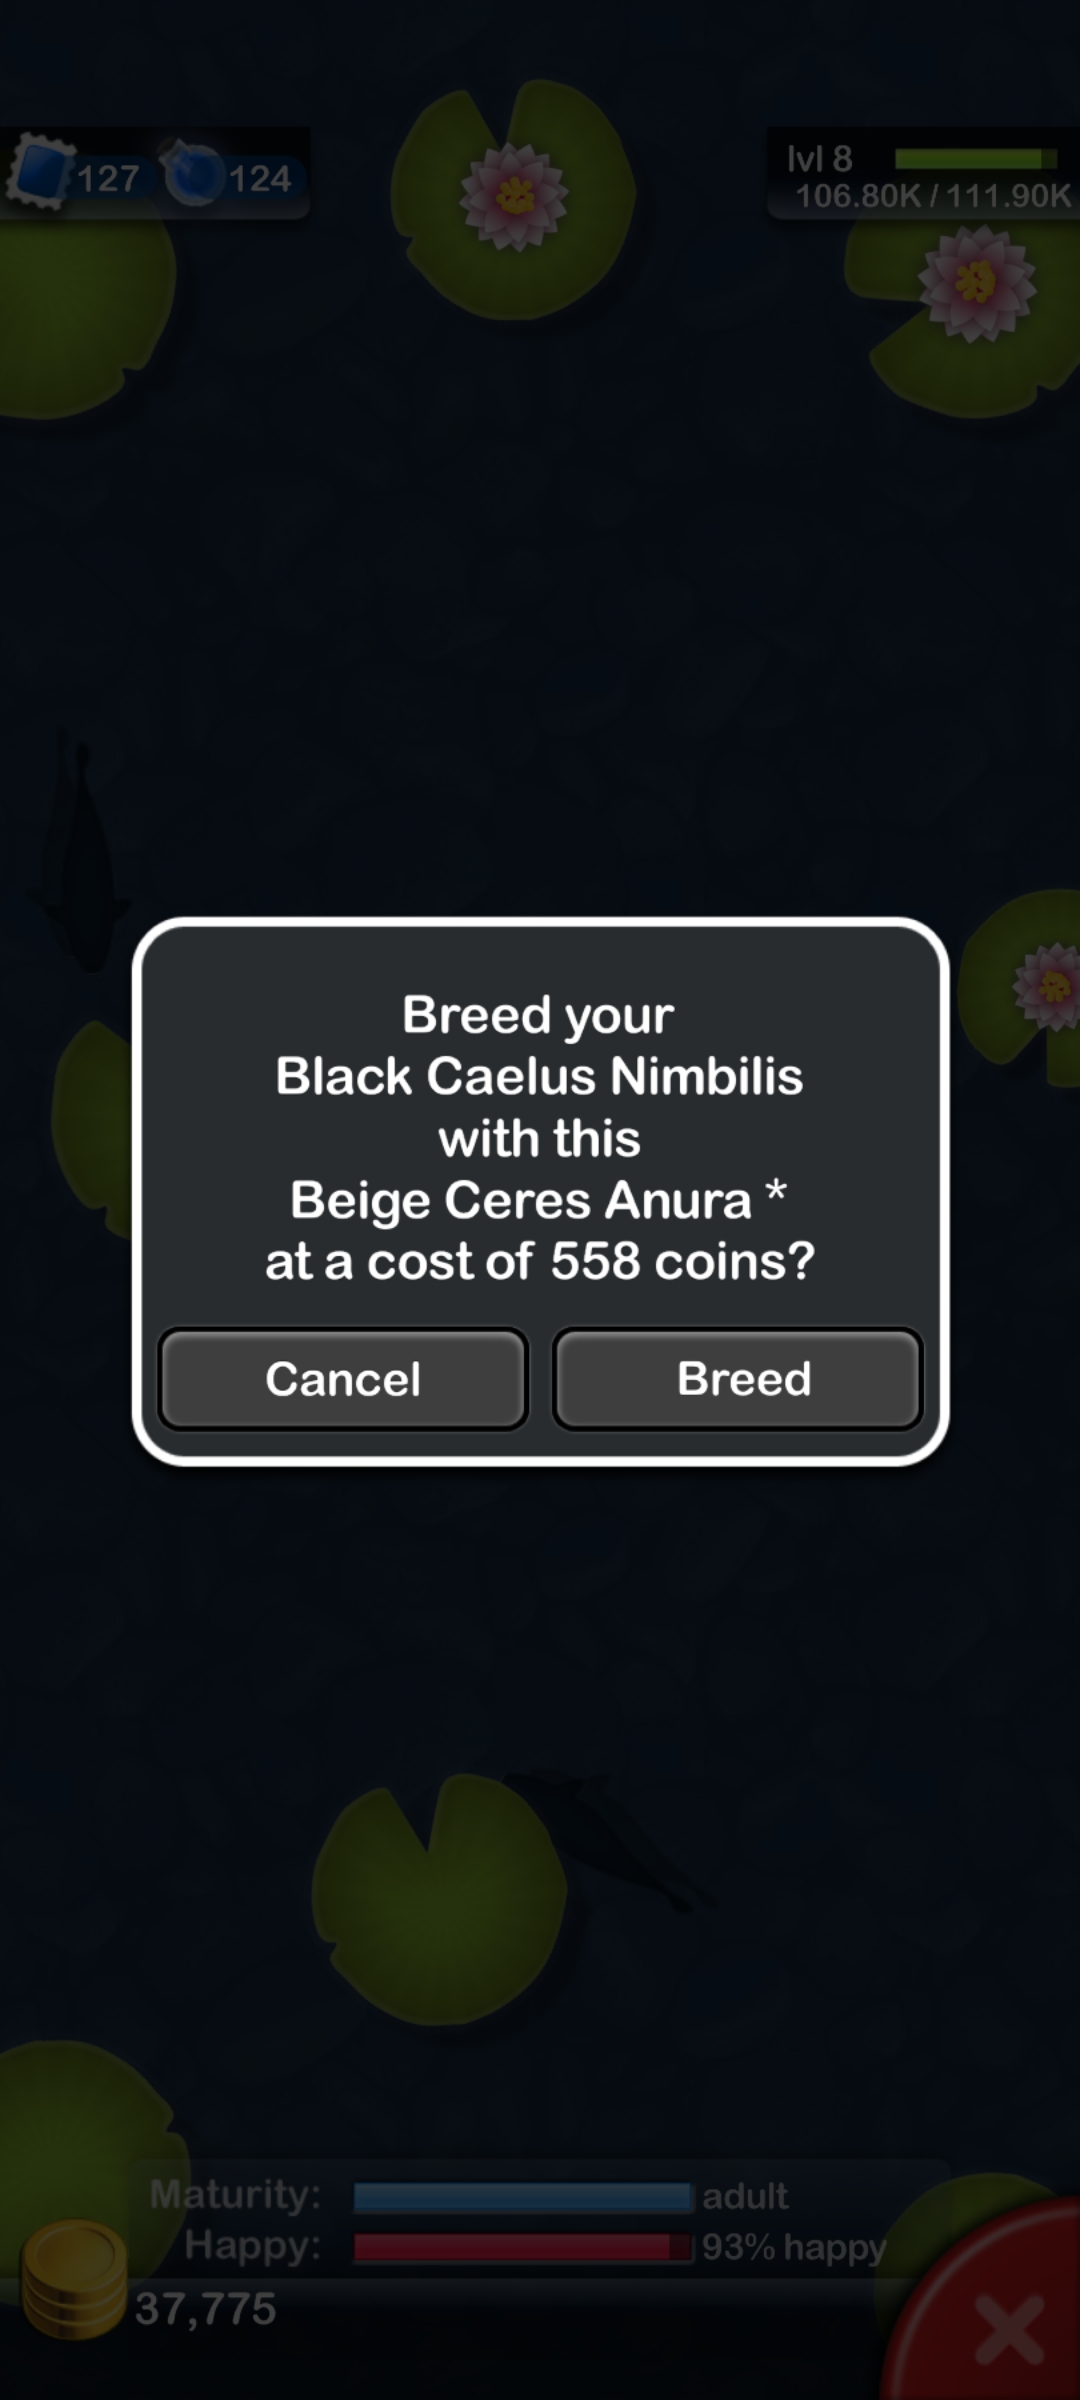 127
124
lvl 8
106.80K / 111.90K
Breed your
Black Caelus Nimbilis
with this
Beige Ceres Anura *
at a cost of 558 coins?
Cancel
Breed
Maturity:
adult
Happy:
93% happy
37,775